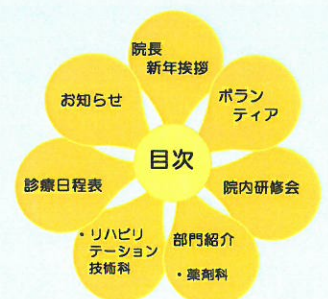 目次
院長
新年挨拶
ボラン
ティア
院内研修会
部門紹介
・薬剤科
・リハビリ
テーション
技術科
診療日程表
お知らせ